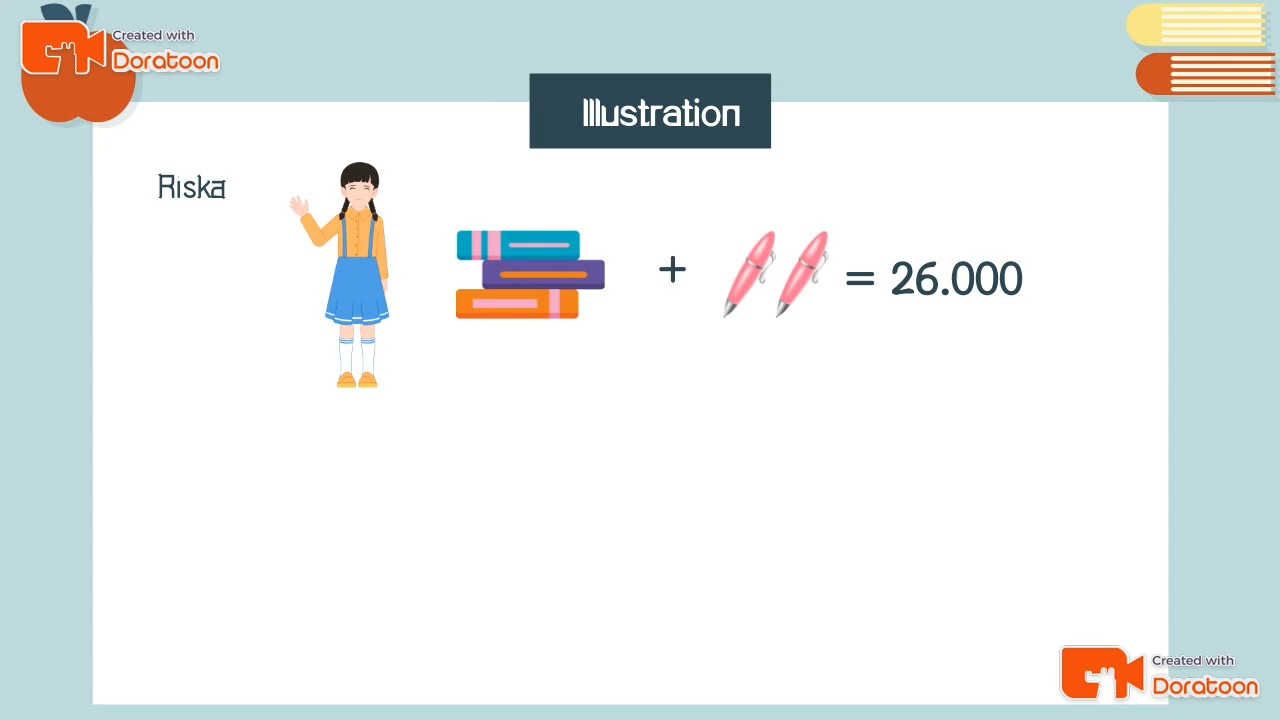 Created with
Doratoon
Illustration
Riska
+ = 26.000
Created with
Doratoon